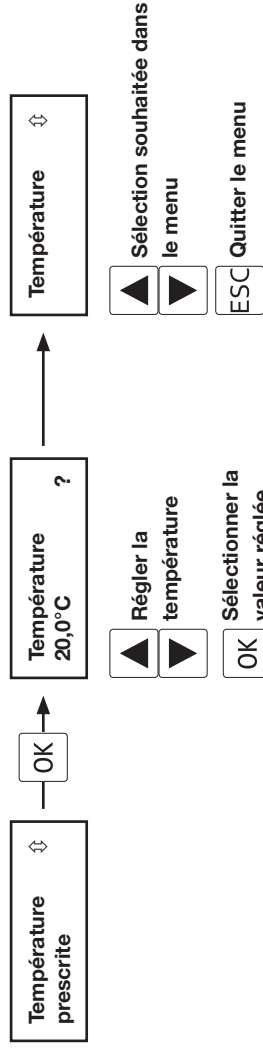 Température
prescrite ⇳
OK
Température
20,0°C ?
Régler la
température
OK Sélectionner la
valeur réglée
Température ⇳
Sélection souhaitée dans
le menu
ESC Quitter le menu